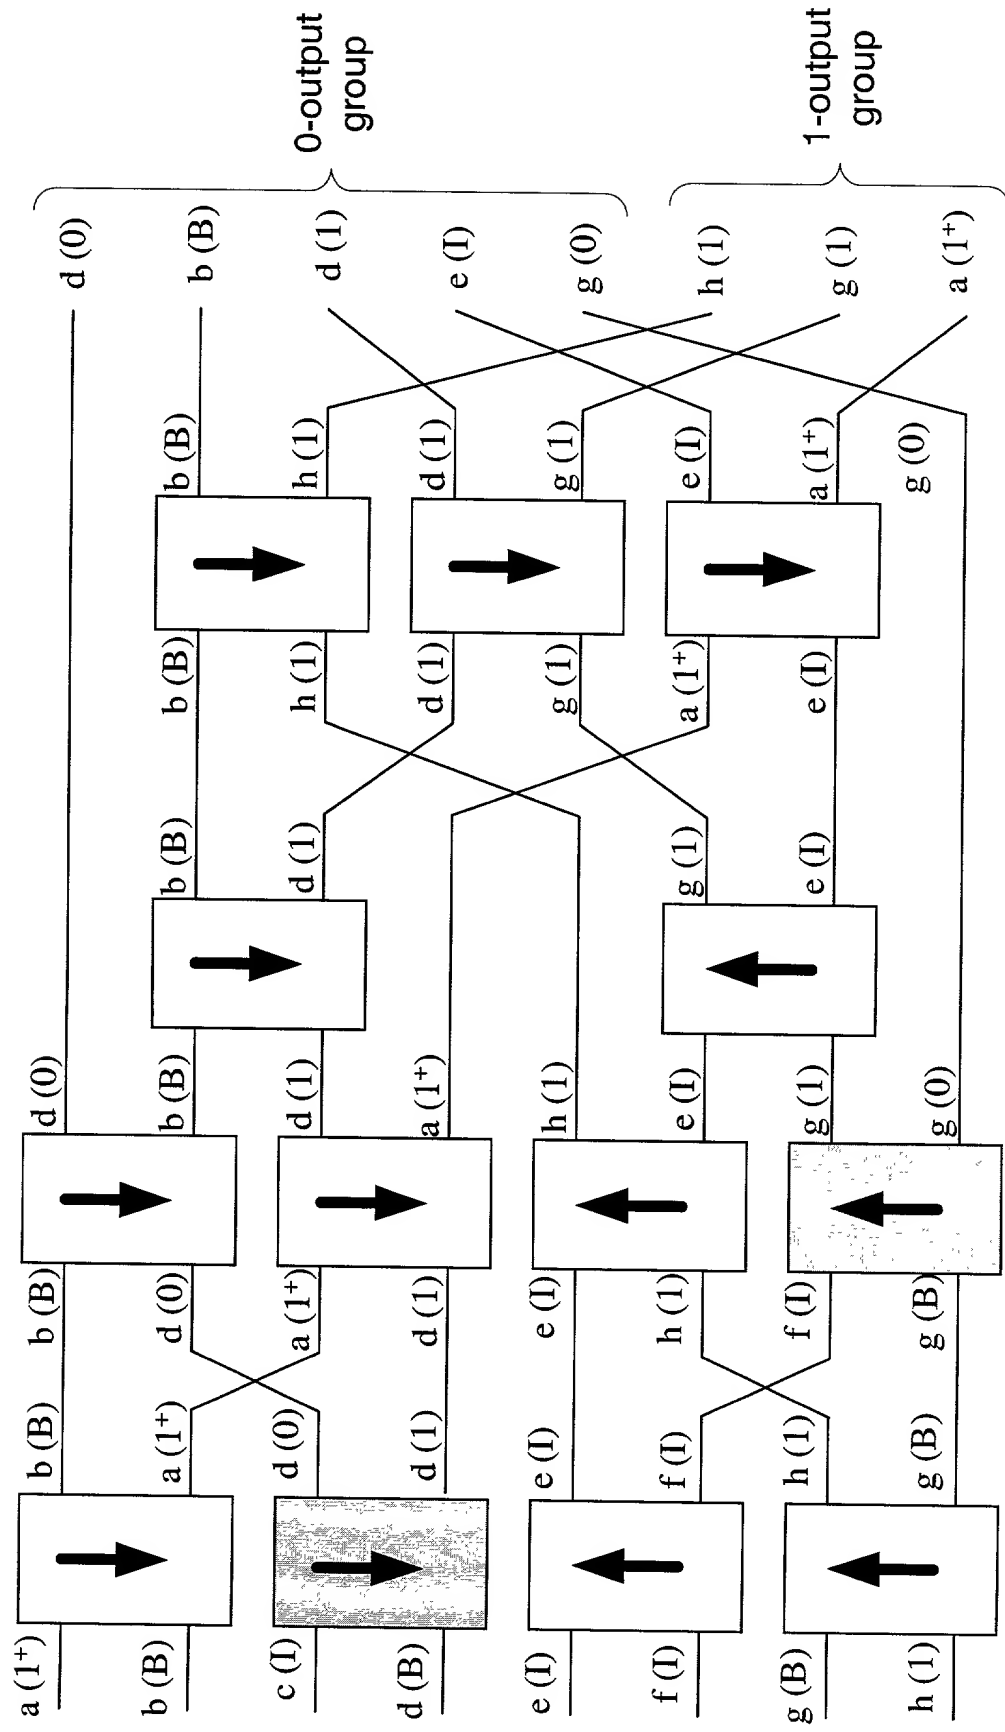 a (1⁺)
b (B)
c (I)
d (B)
e (I)
f (I)
g (B)
h (1)
b (B)
a (1⁺)
d (0)
d (1)
e (I)
f (I)
h (1)
g (B)
b (B)
d (0)
a (1⁺)
d (1)
e (I)
h (1)
f (I)
g (B)
d (0)
b (B)
d (1)
a (1⁺)
h (1)
e (I)
g (1)
g (0)
b (B)
d (1)
g (1)
e (I)
b (B)
h (1)
d (1)
g (1)
a (1⁺)
e (I)
b (B)
h (1)
d (1)
g (1)
e (I)
a (1⁺)
g (0)
d (0)
b (B)
d (1)
e (I)
g (0)
h (1)
g (1)
a (1⁺)
0-output
group
1-output
group